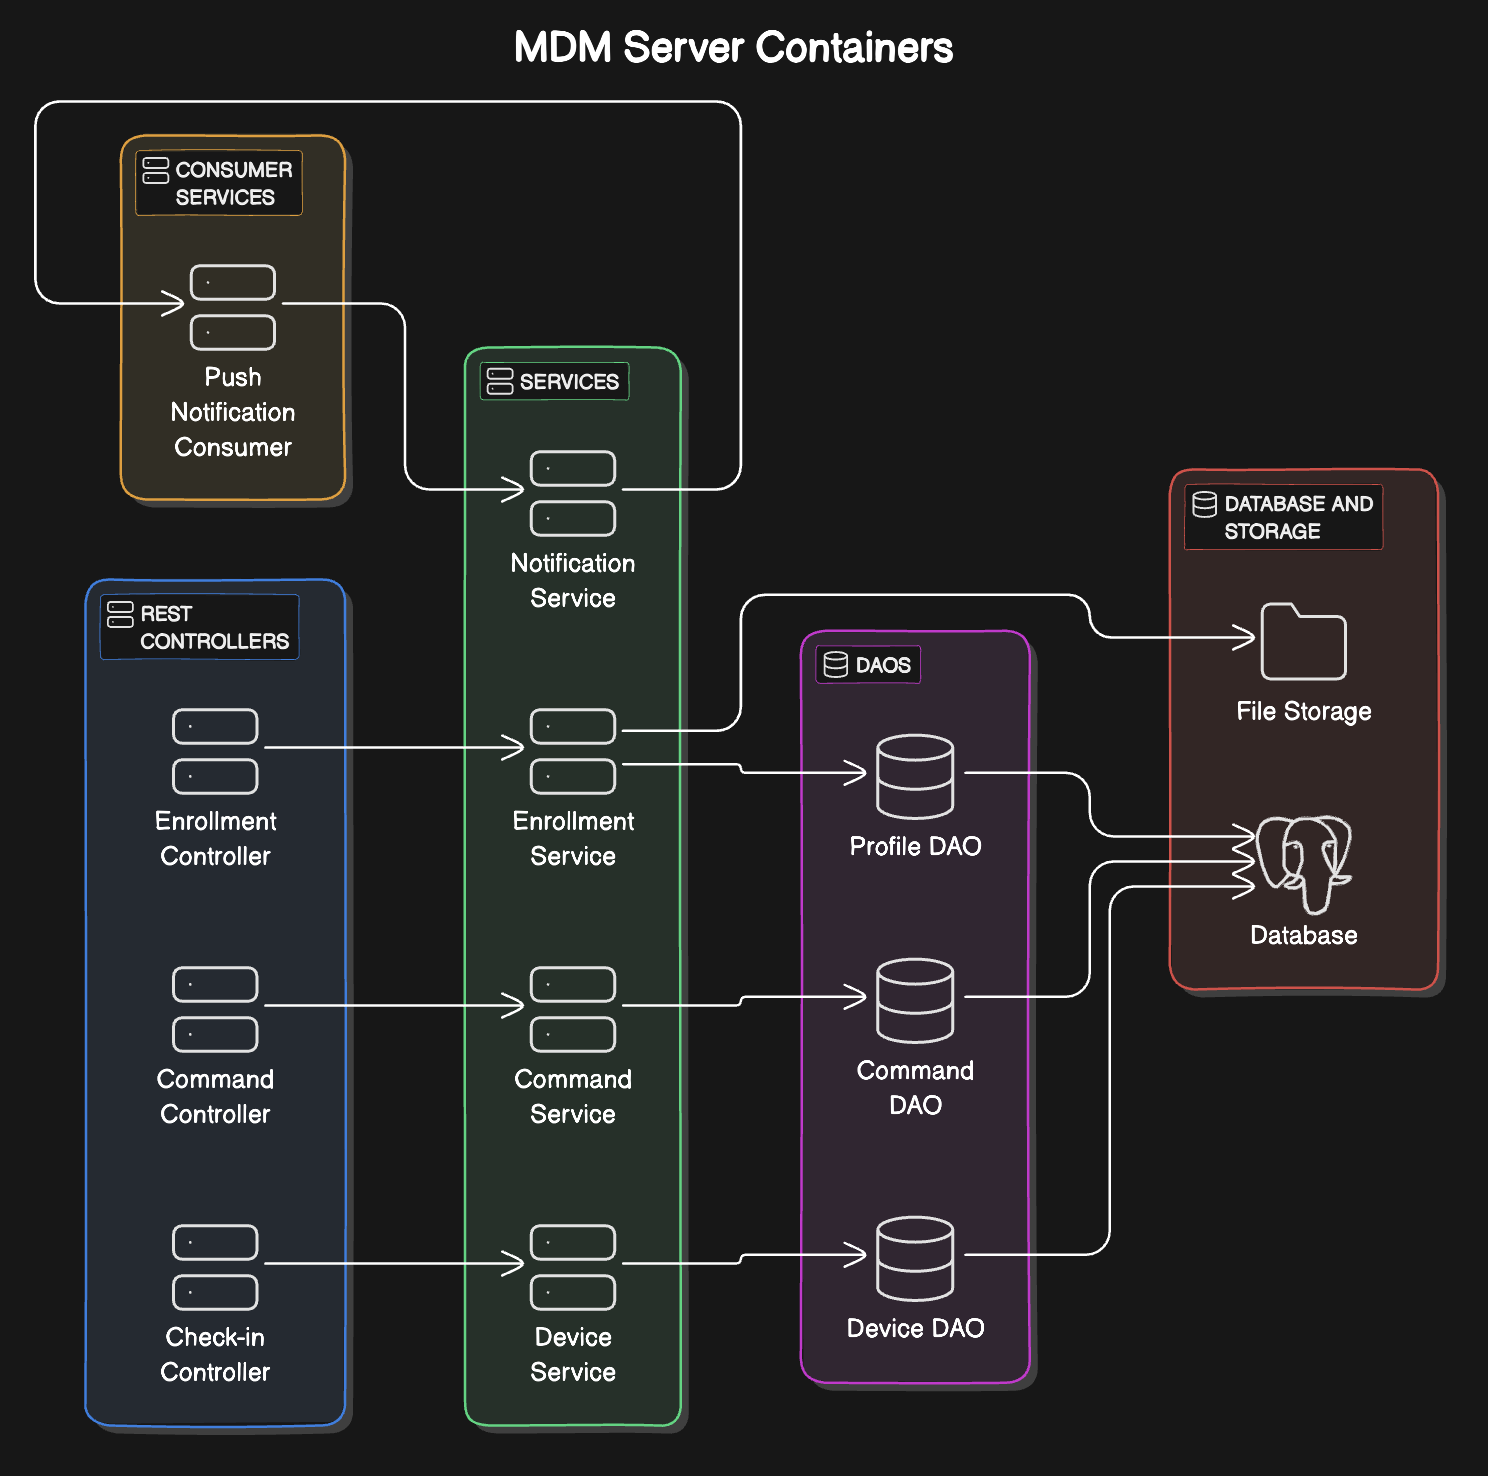 MDM Server Containers
CONSUMER
SERVICES
Push
Notification
Consumer
SERVICES
Notification
Service
Enrollment
Service
Command
Service
Device
Service
REST
CONTROLLERS
Enrollment
Controller
Command
Controller
Check-in
Controller
DAOS
Profile DAO
Command
DAO
Device DAO
DATABASE AND
STORAGE
File Storage
Database